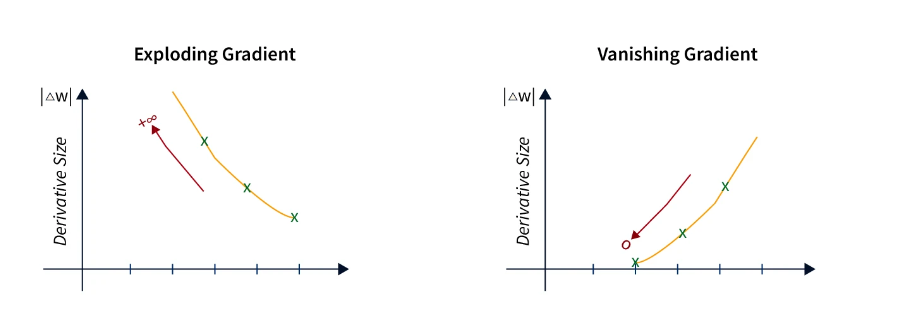 Exploding Gradient
|△w|
Derivative Size
+∞
X
X
X
Vanishing Gradient
|△w|
Derivative Size
O
X
X
X